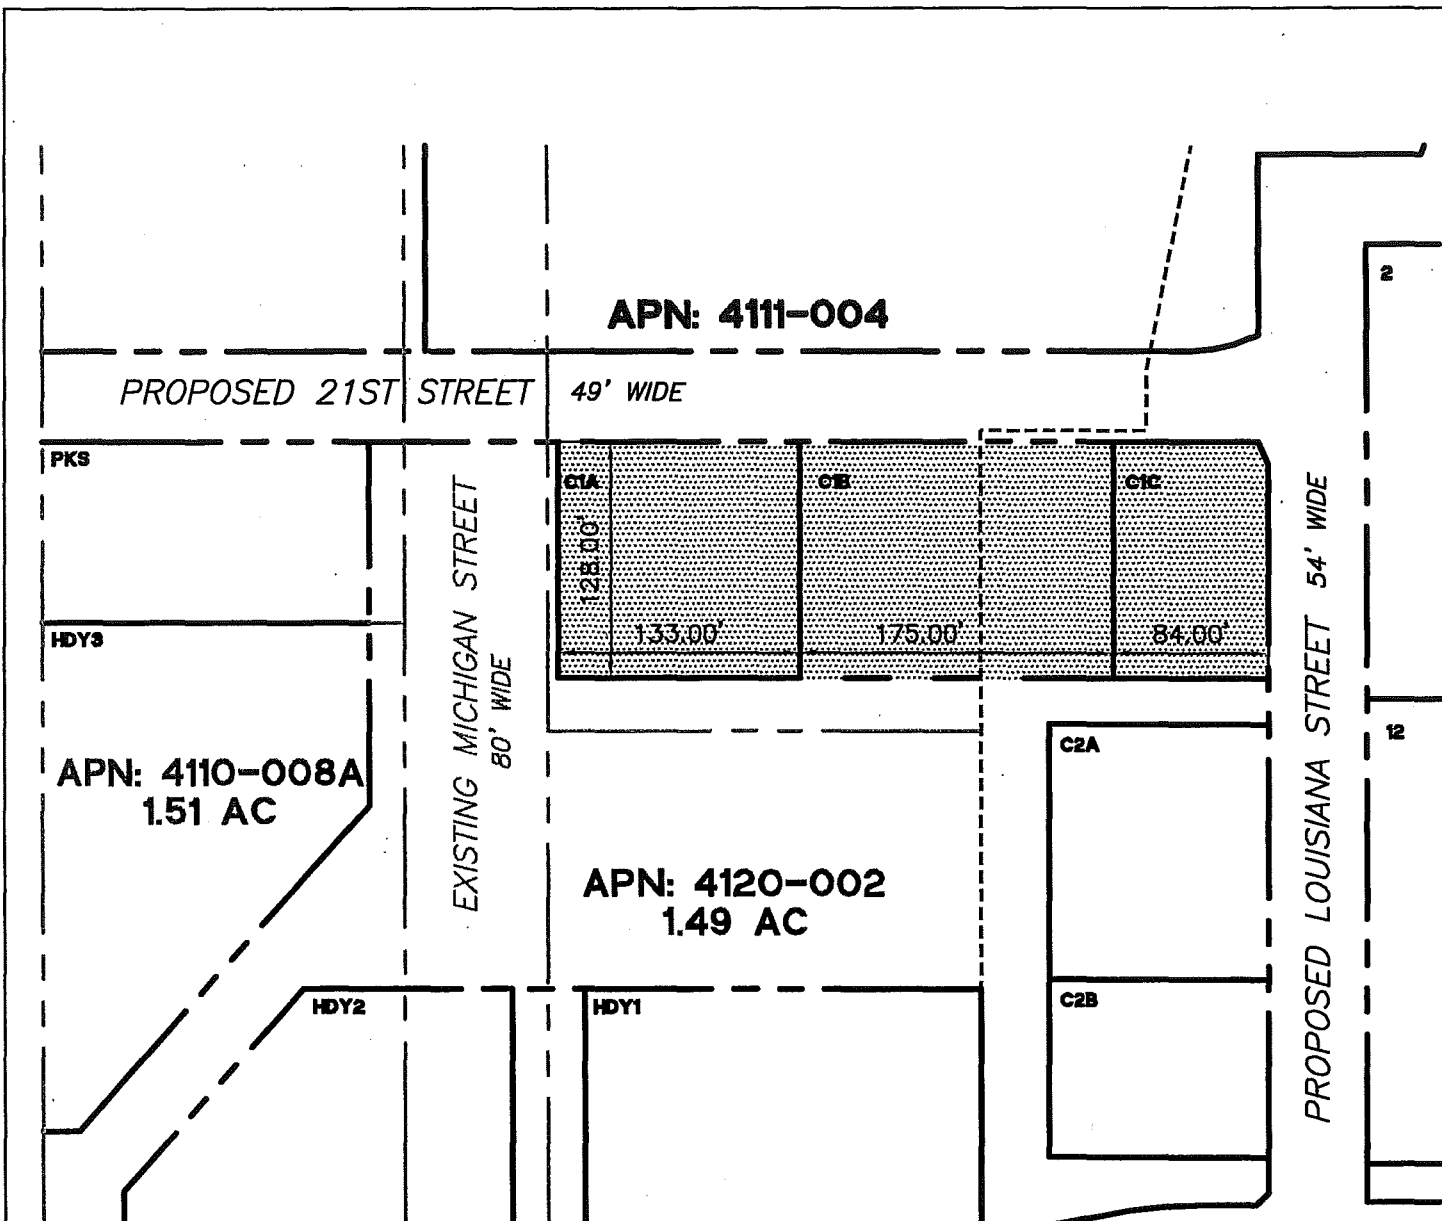 2
APN: 4111-004
PROPOSED 21ST STREET 49' WIDE
PKS
C1A
C1B
C1C
128.00'
133.00'
175.00'
84.00'
HDY3
EXISTING MICHIGAN STREET
80' WIDE
PROPOSED LOUISIANA STREET 54' WIDE
12
C2A
APN: 4110-008A
1.51 AC
APN: 4120-002
1.49 AC
HDY2
HDY1
C2B